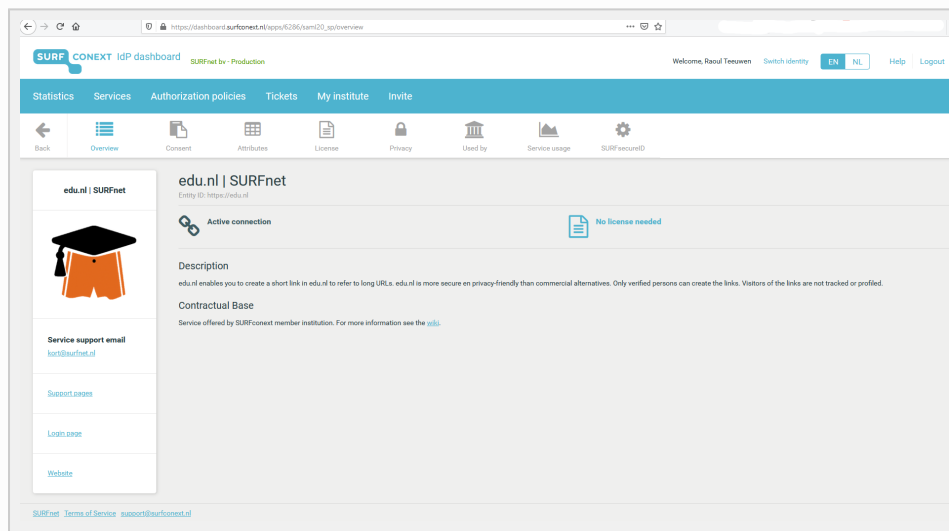 https://dashboard.surfconext.nl/apps/6286/saml20_sp/overview
SURF CONEXT IdP dashboard SURFnet bv - Production
Welcome, Raoul Teeuwen Switch identity EN NL Help Logout
Statistics Services Authorization policies Tickets My institute Invite
Back Overview Consent Attributes License Privacy Used by Service usage SURFsecureID
edu.nl | SURFnet
edu.nl | SURFnet
Entity ID: https://edu.nl
Active connection
No license needed
Description
edu.nl enables you to create a short link in edu.nl to refer to long URLs. edu.nl is more secure en privacy-friendly than commercial alternatives. Only verified persons can create the links. Visitors of the links are not tracked or profiled.
Contractual Base
Service offered by SURFconext member institution. For more information see the wiki.
Service support email
kort@surfnet.nl
Support pages
Login page
Website
SURFnet Terms of Service support@surfconext.nl